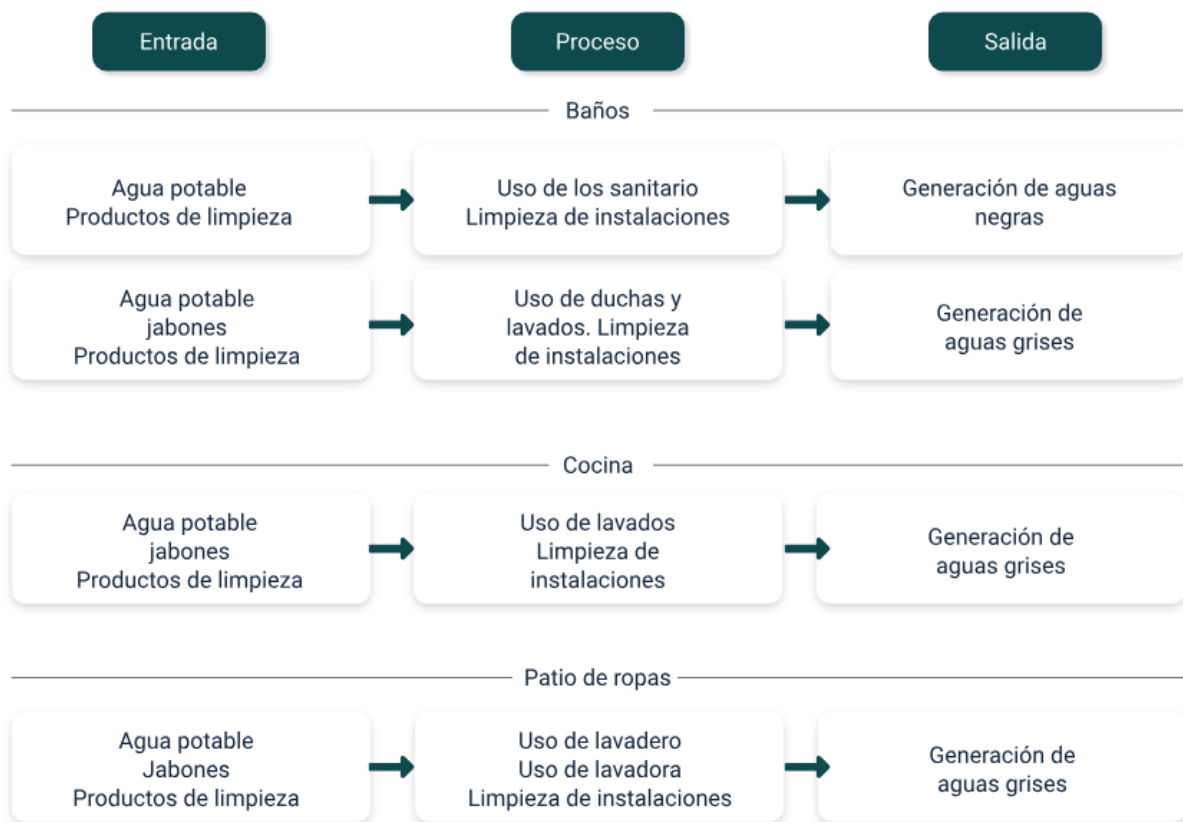 Entrada
Proceso
Salida
Baños
Agua potable
Productos de limpieza
Uso de los sanitario
Limpieza de instalaciones
Generación de aguas
negras
Agua potable
jabones
Productos de limpieza
Uso de duchas y
lavados. Limpieza
de instalaciones
Generación de
aguas grises
Cocina
Agua potable
jabones
Productos de limpieza
Uso de lavados
Limpieza de
instalaciones
Generación de
aguas grises
Patio de ropas
Agua potable
Jabones
Productos de limpieza
Uso de lavadero
Uso de lavadora
Limpieza de instalaciones
Generación de
aguas grises